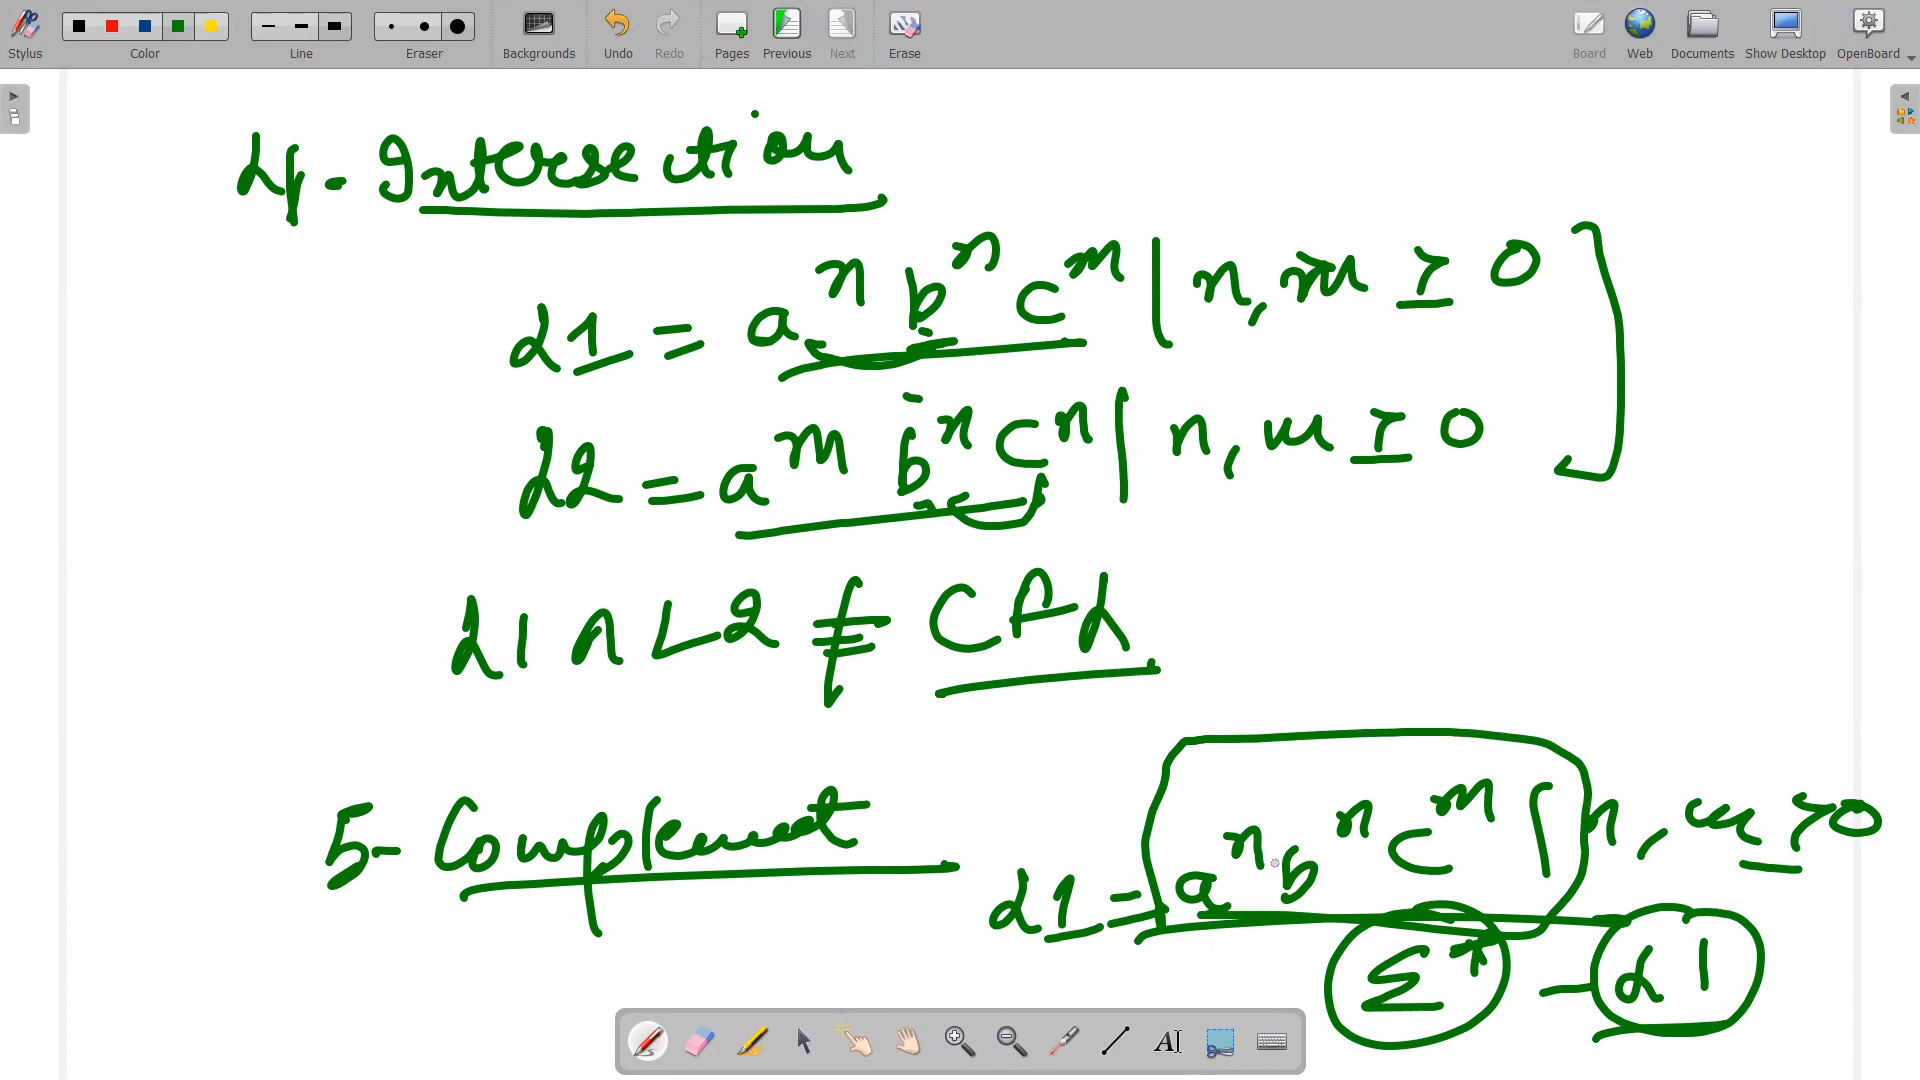 Stylus Color Line Eraser Backgrounds Undo Redo Pages Previous Next Erase Board Web Documents Show Desktop OpenBoard
4 - Intersection
L1 = a^n b^n c^m | n, m ≥ 0
L2 = a^m b^n c^n | n, m ≥ 0
L1 ∩ L2 ≠ CFL
5- Complement
L1 = a^n b^n c^m | n, m ≥ 0
Σ* - L1